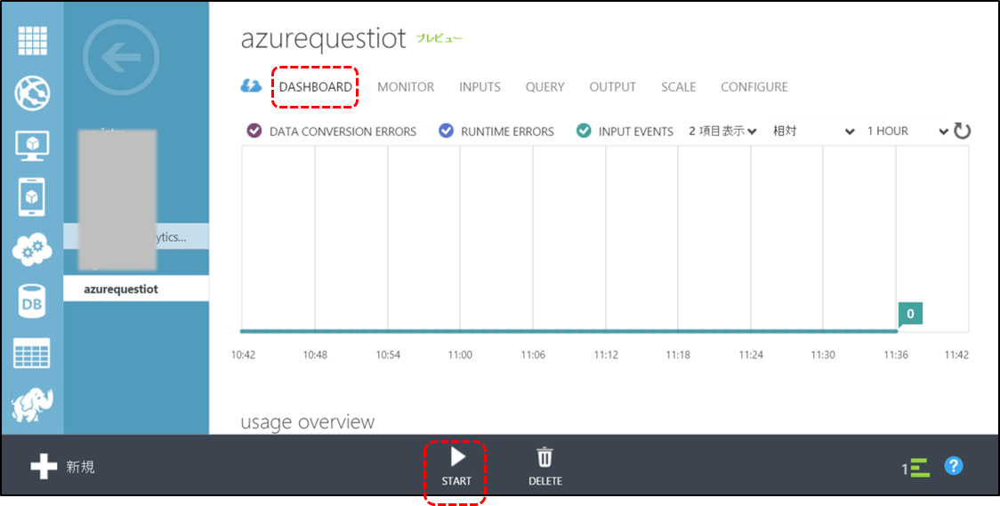 azurequestiot プレビュー
DASHBOARD MONITOR INPUTS QUERY OUTPUT SCALE CONFIGURE
DATA CONVERSION ERRORS RUNTIME ERRORS INPUT EVENTS 2 項目表示 相対 1 HOUR
ytics...
DB
azurequestiot
0
10:42 10:48 10:54 11:00 11:06 11:12 11:18 11:24 11:30 11:36 11:42
usage overview
新規 START DELETE 1 ?